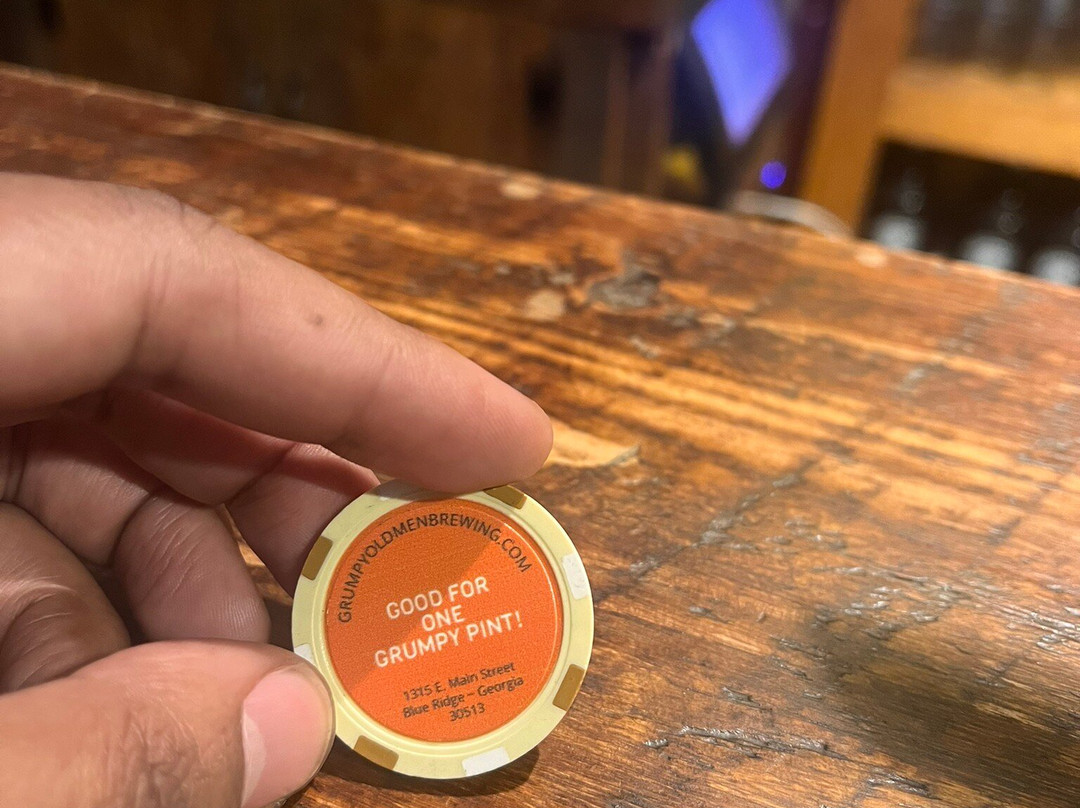 GRUMPYOLDMENBREWING.COM
GOOD FOR
ONE
GRUMPY PINT!
1315 E. Main Street
Blue Ridge – Georgia
30513